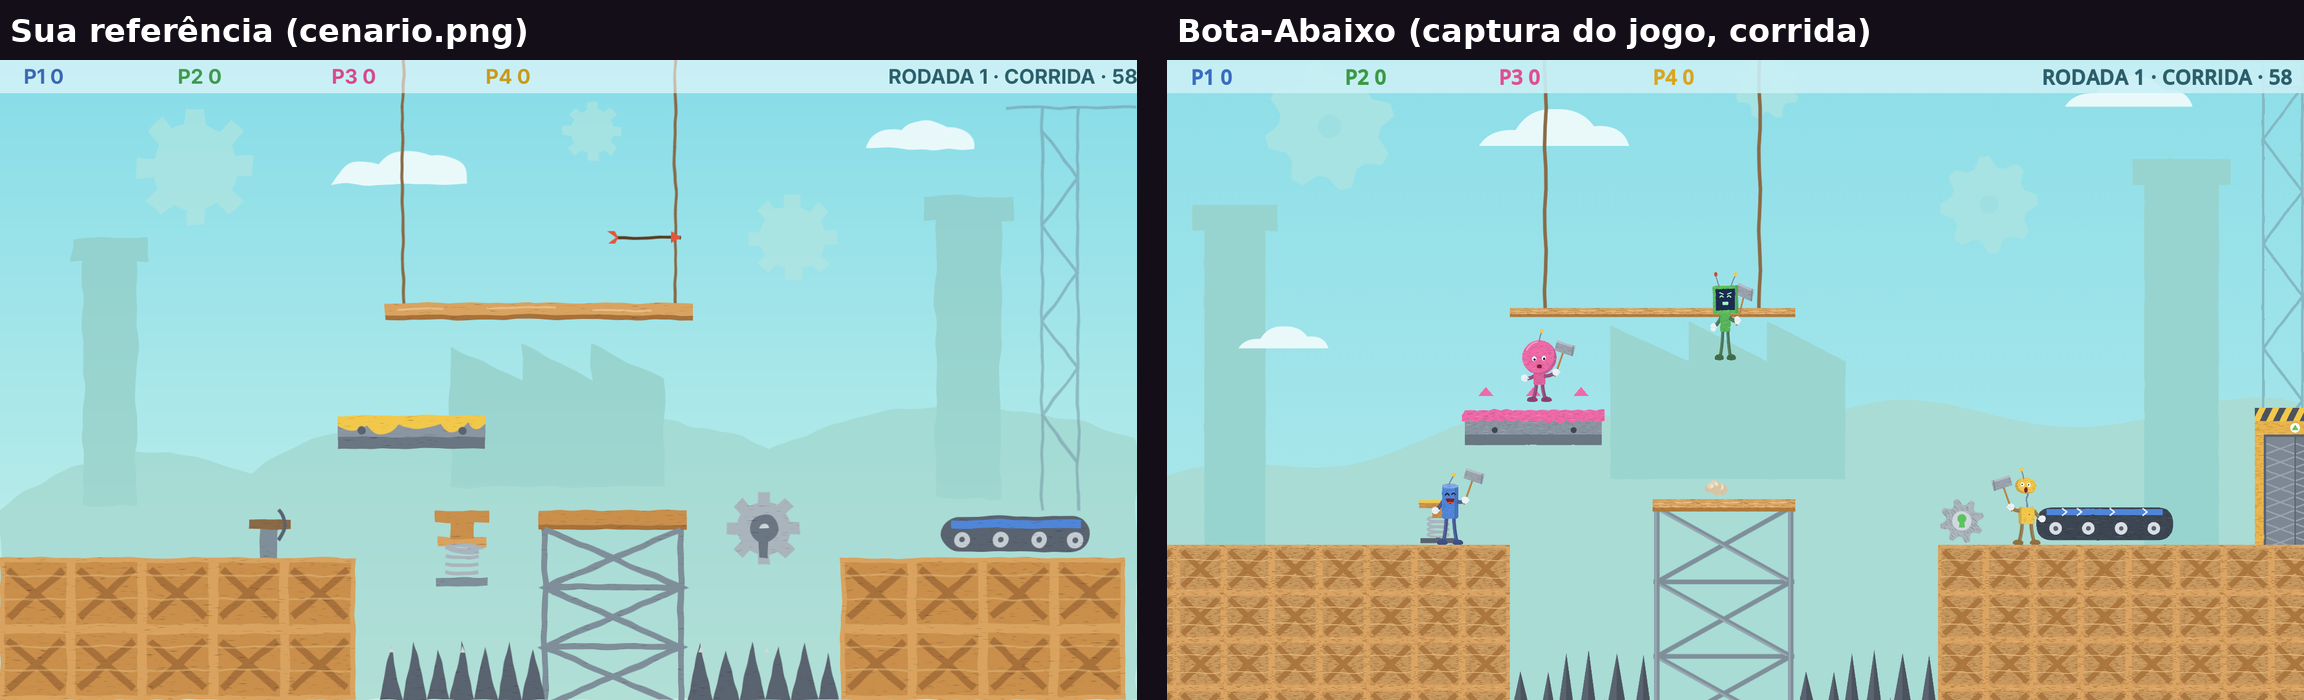 Sua referência (cenario.png)
P1 0 P2 0 P3 0 P4 0 RODADA 1 · CORRIDA · 58
Bota-Abaixo (captura do jogo, corrida)
P1 0 P2 0 P3 0 P4 0 RODADA 1 · CORRIDA · 58